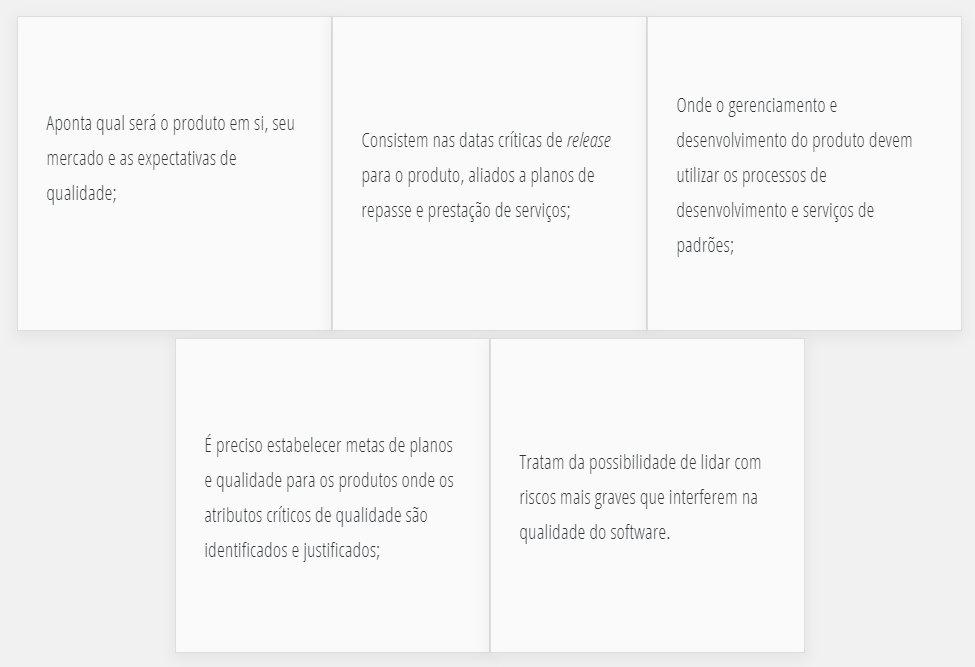 Aponta qual será o produto em si, seu
mercado e as expectativas de
qualidade;
Consistem nas datas críticas de release
para o produto, aliados a planos de
repasse e prestação de serviços;
Onde o gerenciamento e
desenvolvimento do produto devem
utilizar os processos de
desenvolvimento e serviços de
padrões;
É preciso estabelecer metas de planos
e qualidade para os produtos onde os
atributos críticos de qualidade são
identificados e justificados;
Tratam da possibilidade de lidar com
riscos mais graves que interferem na
qualidade do software.